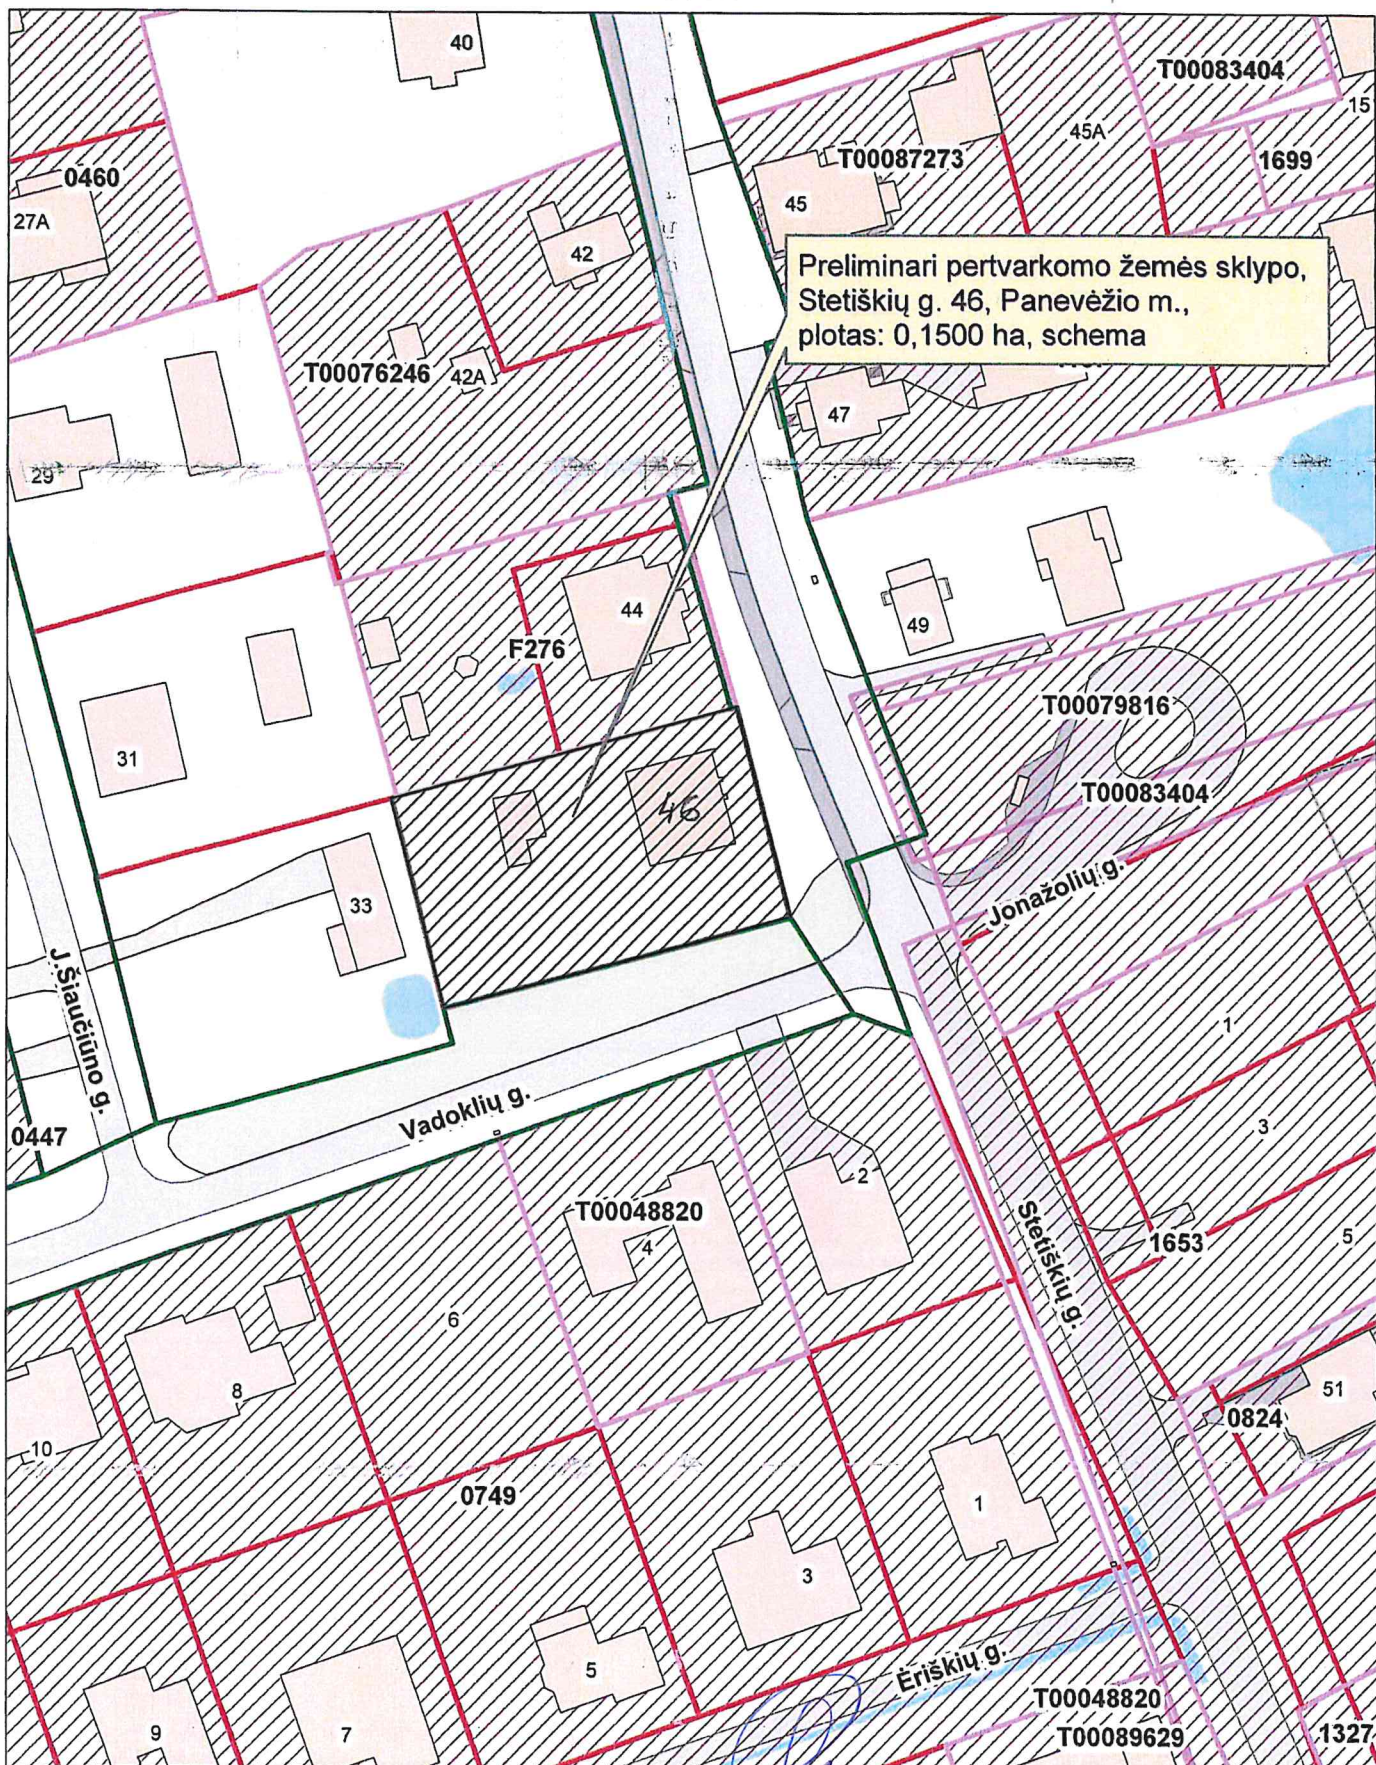 40
T00083404
15
45A
T00087273
1699
0460
45
27A
42
Preliminari pertvarkomo žemės sklypo,
Stetiškių g. 46, Panevėžio m.,
plotas: 0,1500 ha, schema
T00076246
42A
47
29
44
49
F276
T00079816
31
T00083404
46
Jonažolių g.
33
J.Šiaučiūno g.
1
Vadoklių g.
3
0447
2
T00048820
4
Stetiškių g.
1653
5
6
8
51
0824
10
0749
1
3
5
Ėriškių g.
T00048820
9
7
T00089629
1327